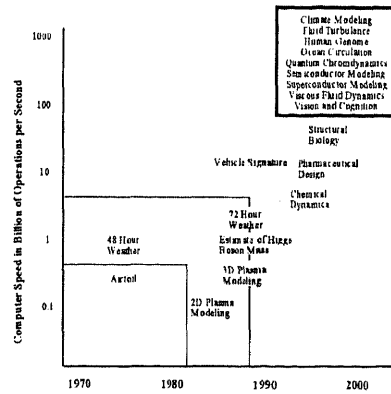 Climate Modeling
Fluid Turbulance
Human Genome
Ocean Circulation
Quantum Chromdynamics
Semiconductor Modeling
Superconductor Modeling
Viscous Fluid Dynamics
Vision and Cognition
Structural
Biology
Vehicle Signature
Pharmaceutical
Design
Chemical
Dynamics
72 Hour
Weather
48 Hour
Weather
Estimate of Higgs
Boson Mass
Airfoil
3D Plasma
Modeling
2D Plasma
Modeling
Computer Speed in Billion of Operations per Second
1000
100
10
1
0.1
1970
1980
1990
2000